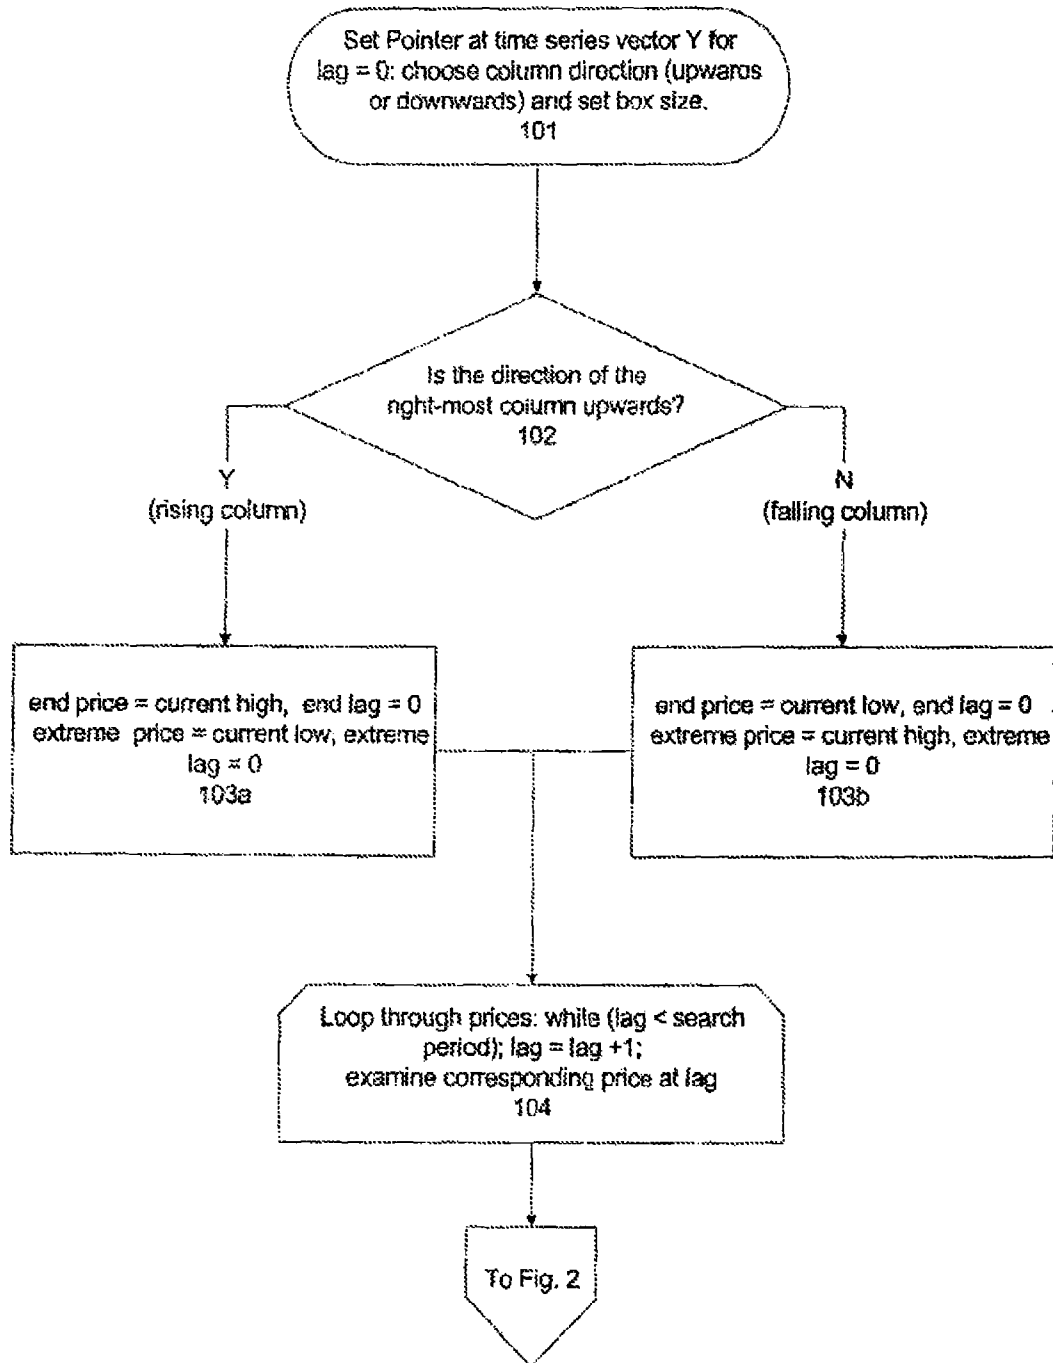 Set Pointer at time series vector Y for
lag = 0: choose column direction (upwards
or downwards) and set box size.
101
Is the direction of the
right-most column upwards?
102
Y
(rising column)
N
(falling column)
end price = current high, end lag = 0
extreme price = current low, extreme
lag = 0
103a
end price = current low, end lag = 0
extreme price = current high, extreme
lag = 0
103b
Loop through prices: while (lag < search
period); lag = lag +1;
examine corresponding price at lag
104
To Fig. 2